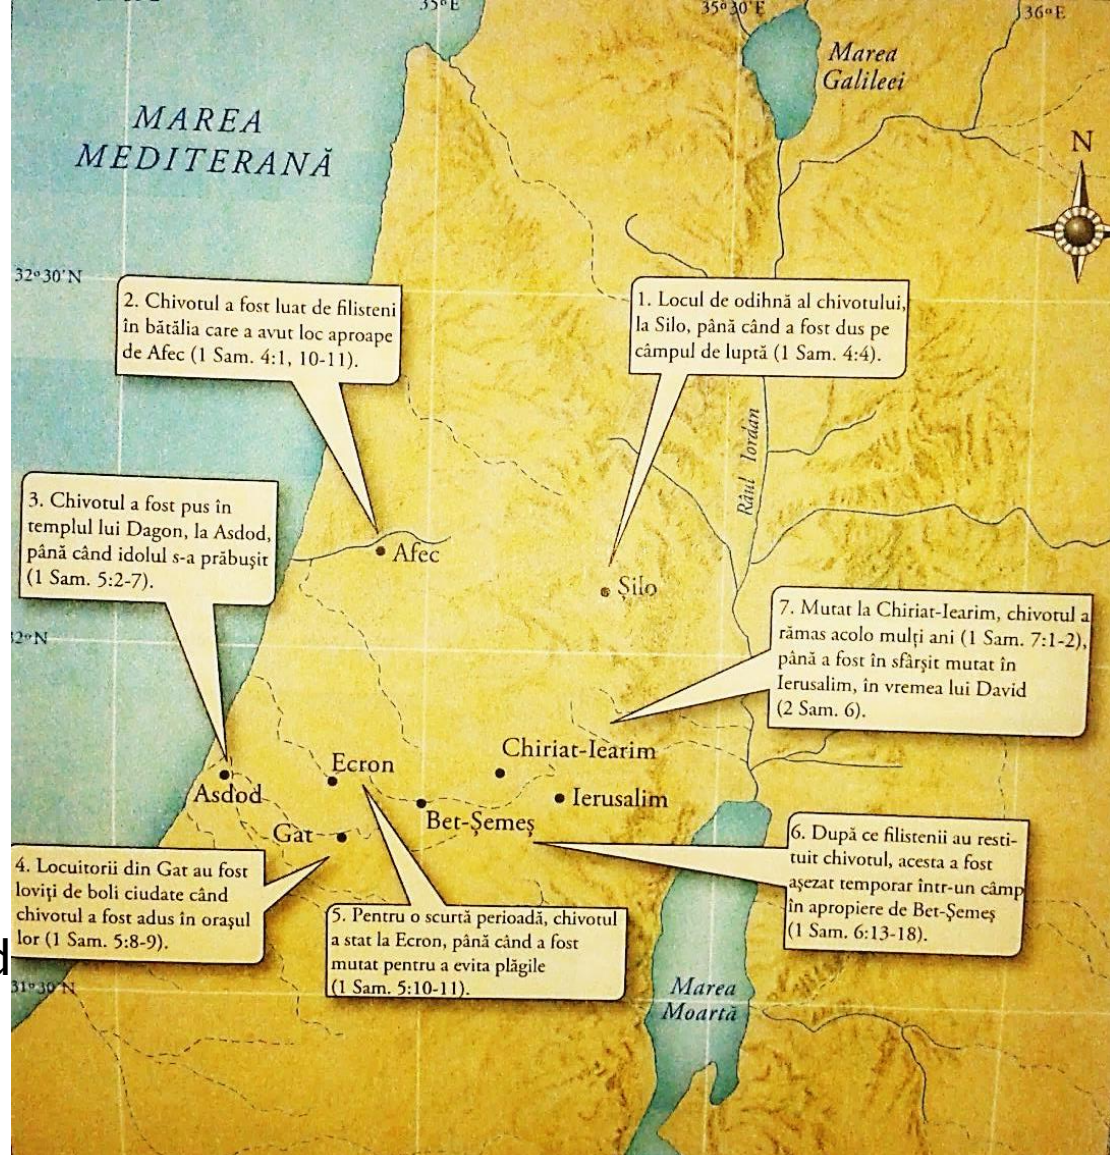 35°E
35°30'E
36°E
Marea
Galileei
MAREA
MEDITERANĂ
N
32°30'N
2. Chivotul a fost luat de filisteni
în bătălia care a avut loc aproape
de Afec (1 Sam. 4:1, 10-11).
1. Locul de odihnă al chivotului,
la Silo, până când a fost dus pe
câmpul de luptă (1 Sam. 4:4).
Râul Iordan
3. Chivotul a fost pus în
templul lui Dagon, la Asdod,
până când idolul s-a prăbușit
(1 Sam. 5:2-7).
Afec
Șilo
7. Mutat la Chiriat-Iearim, chivotul a
rămas acolo mulți ani (1 Sam. 7:1-2),
până a fost în sfârșit mutat în
Ierusalim, în vremea lui David
(2 Sam. 6).
2°N
Chiriat-Iearim
Ecron
Asdod
Ierusalim
Bet-Șemeș
Gat
6. După ce filistenii au resti-
tuit chivotul, acesta a fost
așezat temporar într-un câmp
în apropiere de Bet-Șemeș
(1 Sam. 6:13-18).
4. Locuitorii din Gat au fost
loviți de boli ciudate când
chivotul a fost adus în orașul
lor (1 Sam. 5:8-9).
5. Pentru o scurtă perioadă, chivotul
a stat la Ecron, până când a fost
mutat pentru a evita plăgile
(1 Sam. 5:10-11).
31°30'N
Marea
Moartă